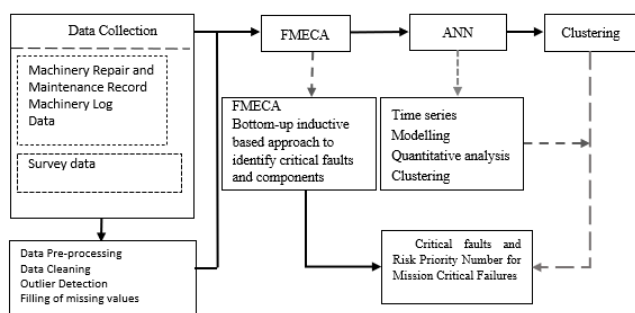 Data Collection
Machinery Repair and
Maintenance Record
Machinery Log
Data
Survey data
Data Pre-processing
Data Cleaning
Outlier Detection
Filling of missing values
FMECA
ANN
Clustering
FMECA
Bottom-up inductive
based approach to
identify critical faults
and components
Time series
Modelling
Quantitative analysis
Clustering
Critical faults and
Risk Priority Number for
Mission Critical Failures